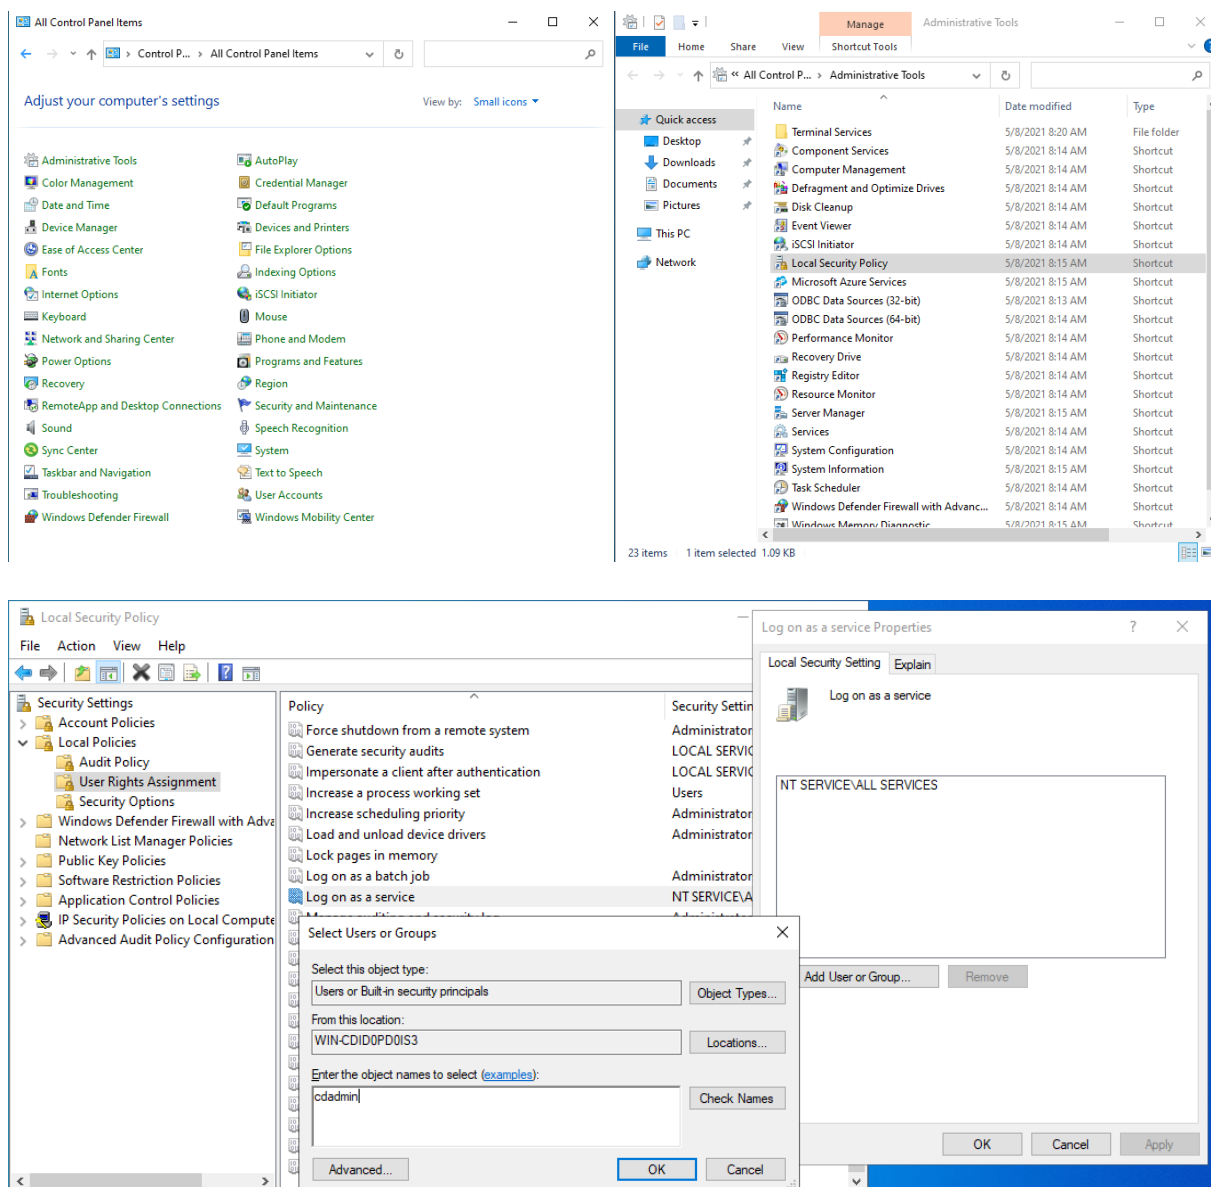 All Control Panel Items
Control P... › All Control Panel Items
Adjust your computer's settings
View by: Small icons
Administrative Tools
AutoPlay
Color Management
Credential Manager
Date and Time
Default Programs
Device Manager
Devices and Printers
Ease of Access Center
File Explorer Options
Fonts
Indexing Options
Internet Options
iSCSI Initiator
Keyboard
Mouse
Network and Sharing Center
Phone and Modem
Power Options
Programs and Features
Recovery
Region
RemoteApp and Desktop Connections
Security and Maintenance
Sound
Speech Recognition
Sync Center
System
Taskbar and Navigation
Text to Speech
Troubleshooting
User Accounts
Windows Defender Firewall
Windows Mobility Center
Manage
Administrative Tools
File Home Share View Shortcut Tools
« All Control P... › Administrative Tools
Quick access
Desktop
Downloads
Documents
Pictures
This PC
Network
Name Date modified Type
Terminal Services 5/8/2021 8:20 AM File folder
Component Services 5/8/2021 8:14 AM Shortcut
Computer Management 5/8/2021 8:14 AM Shortcut
Defragment and Optimize Drives 5/8/2021 8:14 AM Shortcut
Disk Cleanup 5/8/2021 8:14 AM Shortcut
Event Viewer 5/8/2021 8:14 AM Shortcut
iSCSI Initiator 5/8/2021 8:14 AM Shortcut
Local Security Policy 5/8/2021 8:15 AM Shortcut
Microsoft Azure Services 5/8/2021 8:15 AM Shortcut
ODBC Data Sources (32-bit) 5/8/2021 8:13 AM Shortcut
ODBC Data Sources (64-bit) 5/8/2021 8:14 AM Shortcut
Performance Monitor 5/8/2021 8:14 AM Shortcut
Recovery Drive 5/8/2021 8:14 AM Shortcut
Registry Editor 5/8/2021 8:14 AM Shortcut
Resource Monitor 5/8/2021 8:14 AM Shortcut
Server Manager 5/8/2021 8:15 AM Shortcut
Services 5/8/2021 8:14 AM Shortcut
System Configuration 5/8/2021 8:14 AM Shortcut
System Information 5/8/2021 8:15 AM Shortcut
Task Scheduler 5/8/2021 8:14 AM Shortcut
Windows Defender Firewall with Advanc... 5/8/2021 8:14 AM Shortcut
Windows Memory Diagnostic 5/8/2021 8:15 AM Shortcut
23 items 1 item selected 1.09 KB
Local Security Policy
File Action View Help
Security Settings
Account Policies
Local Policies
Audit Policy
User Rights Assignment
Security Options
Windows Defender Firewall with Adva
Network List Manager Policies
Public Key Policies
Software Restriction Policies
Application Control Policies
IP Security Policies on Local Compute
Advanced Audit Policy Configuration
Policy Security Settin
Force shutdown from a remote system Administrator
Generate security audits LOCAL SERVIC
Impersonate a client after authentication LOCAL SERVIC
Increase a process working set Users
Increase scheduling priority Administrator
Load and unload device drivers Administrator
Lock pages in memory
Log on as a batch job Administrator
Log on as a service NT SERVICE\A
Select Users or Groups
Select this object type:
Users or Built-in security principals
Object Types...
From this location:
WIN-CDID0PD0IS3
Locations...
Enter the object names to select (examples):
cdadmin
Check Names
Advanced... OK Cancel
Log on as a service Properties
Local Security Setting Explain
Log on as a service
NT SERVICE\ALL SERVICES
Add User or Group... Remove
OK Cancel Apply